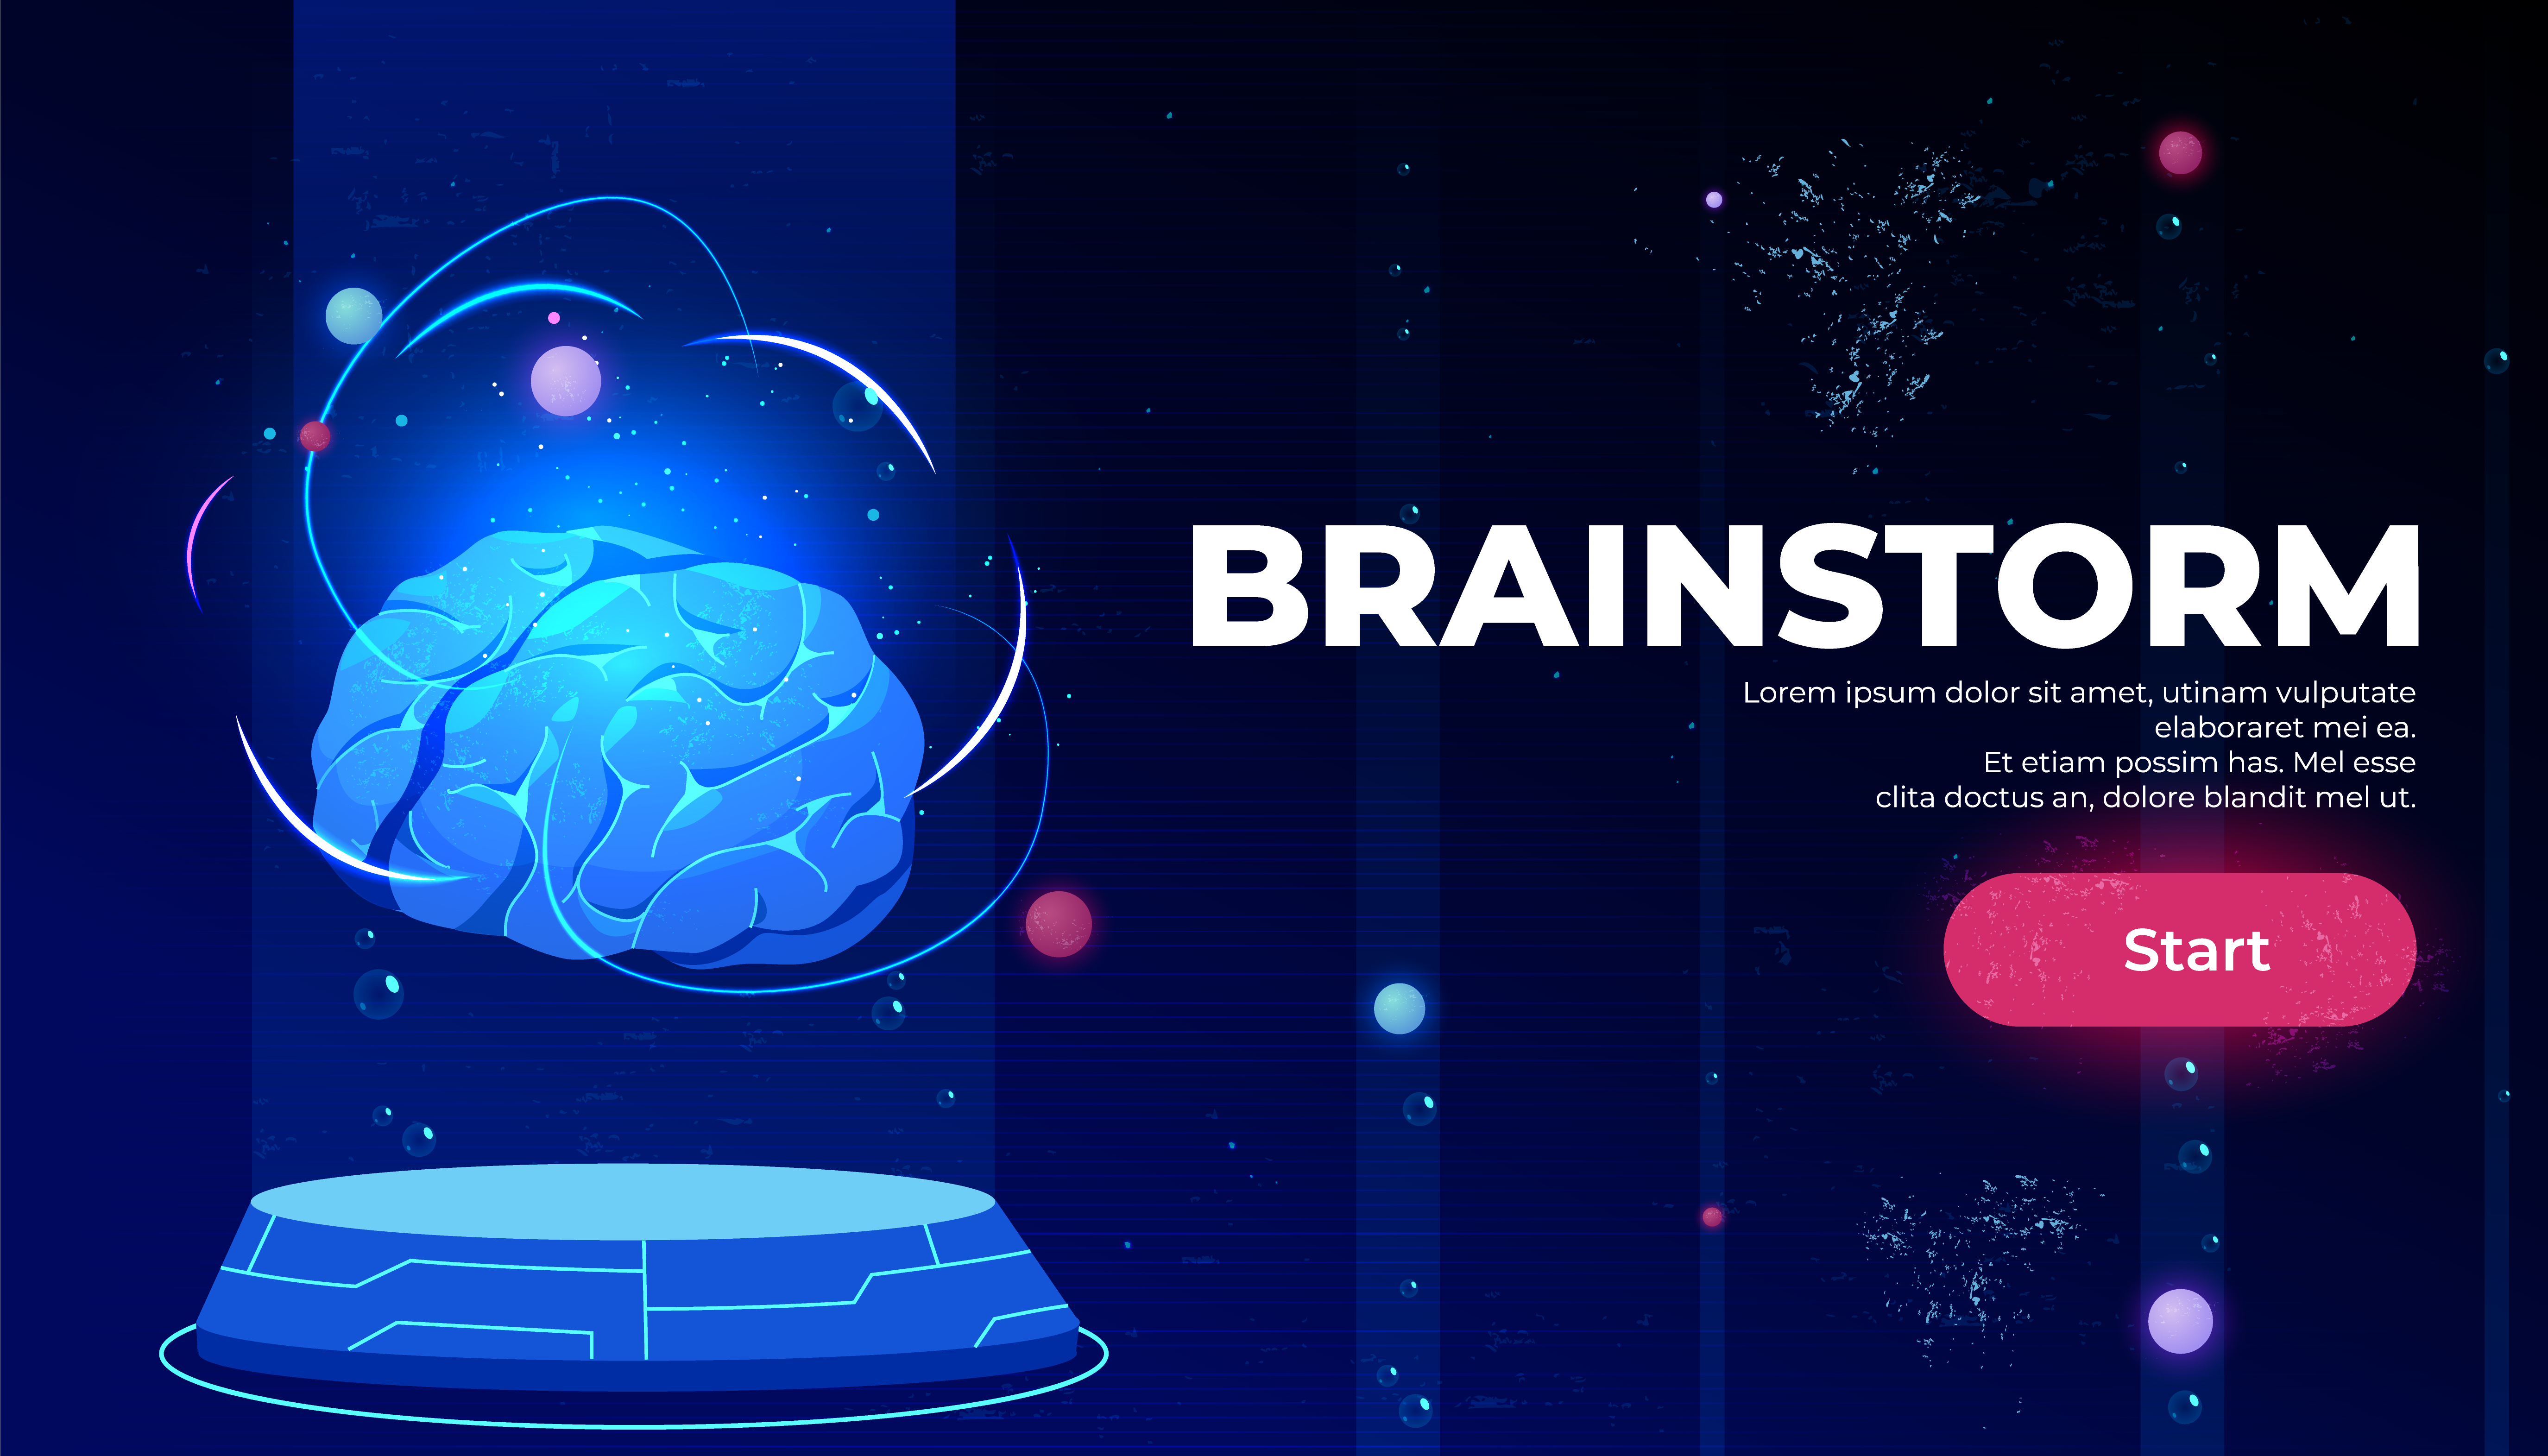 BRAINSTORM
Lorem ipsum dolor sit amet, utinam vulputate
elaboraret mei ea.
Et etiam possim has. Mel esse
clita doctus an, dolore blandit mel ut.
Start